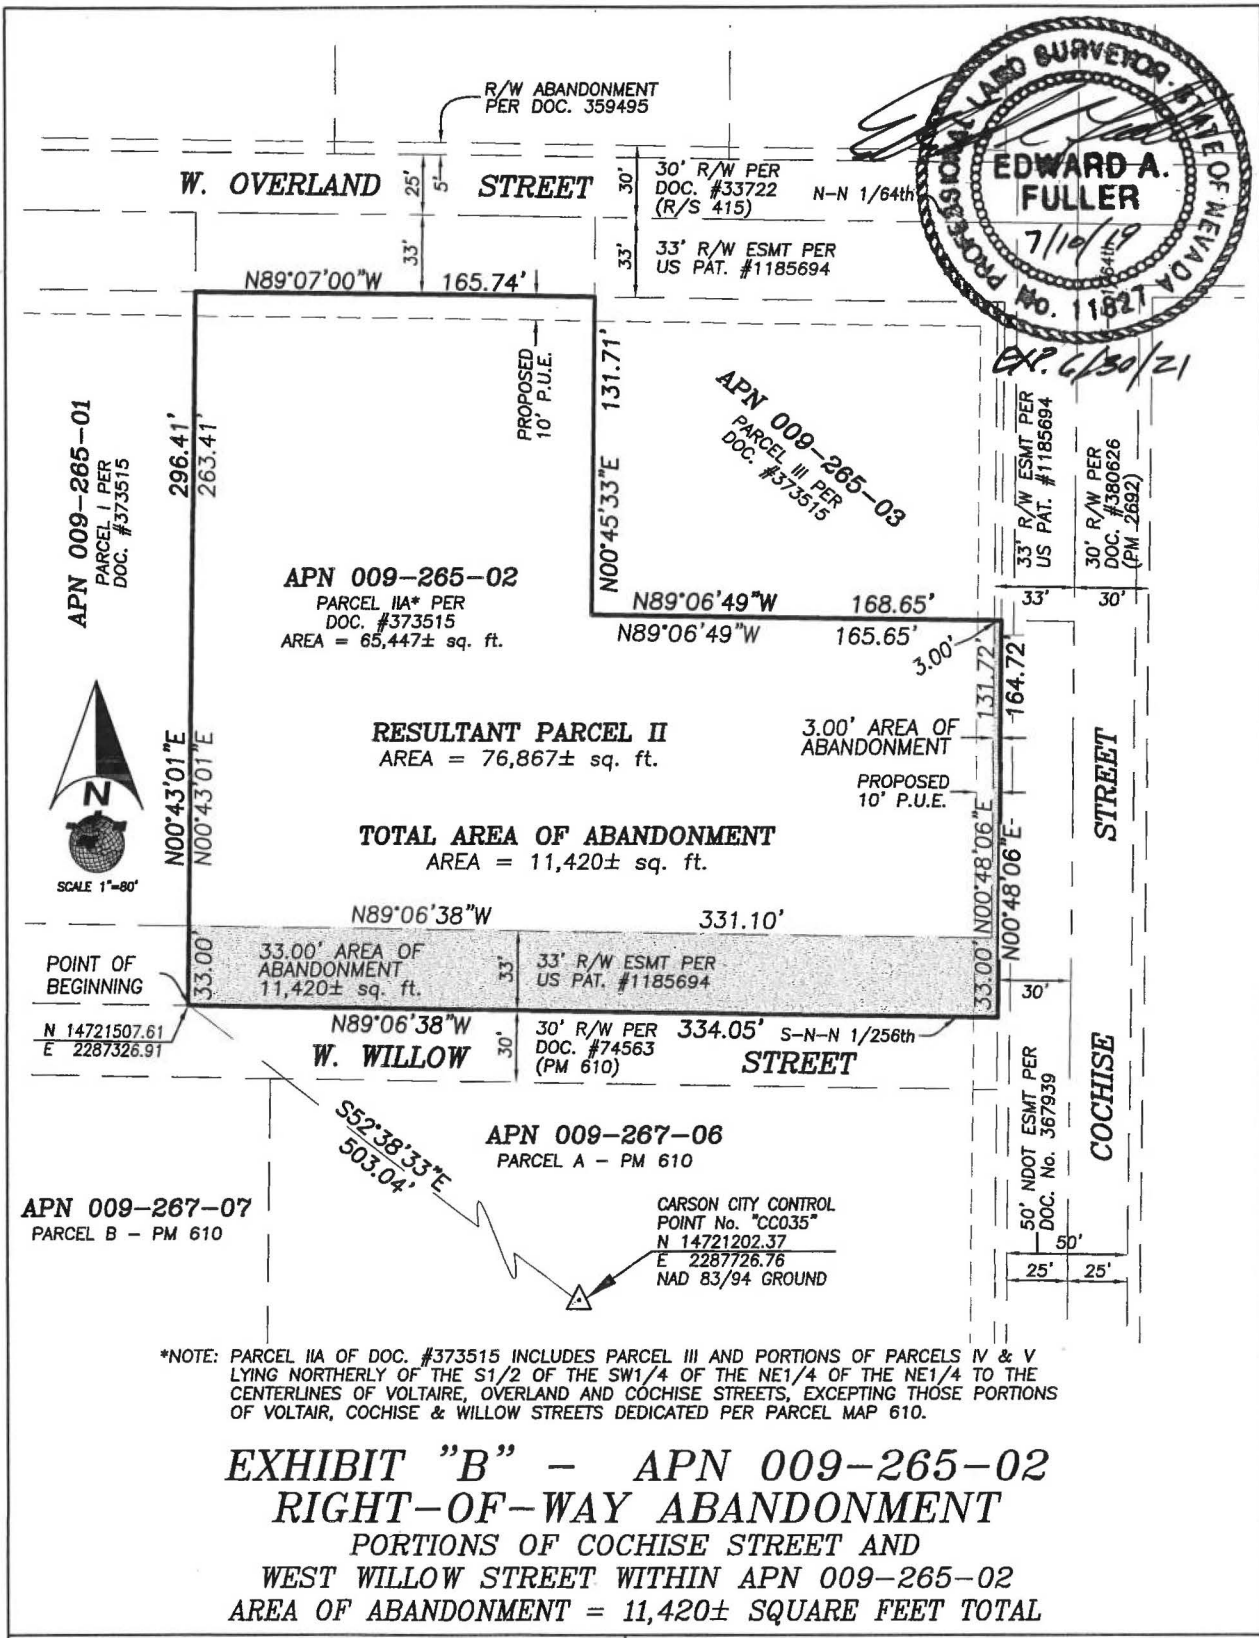 R/W ABANDONMENT
PER DOC. 359495
W. OVERLAND STREET
25'
5'
33'
30'
33'
30' R/W PER
DOC. #33722
(R/S 415)
33' R/W ESMT PER
US PAT. #1185694
N-N 1/64th
PROFESSIONAL LAND SURVEYOR - STATE OF NEVADA
EDWARD A.
FULLER
7/10/19
No. 11827
EXP. 6/30/21
1/64th
N89°07'00"W 165.74'
PROPOSED
10' P.U.E.
131.71'
N00°45'33"E
APN 009-265-03
PARCEL III PER
DOC. #373515
APN 009-265-01
PARCEL I PER
DOC. #373515
296.41'
263.41'
N00°43'01"E
N00°43'01"E
33' R/W ESMT PER
US PAT. #1185694
30' R/W PER
DOC. #380626
(PM 2692)
33'
30'
APN 009-265-02
PARCEL IIA* PER
DOC. #373515
AREA = 65,447± sq. ft.
N89°06'49"W 168.65'
N89°06'49"W 165.65'
3.00'
131.72'
164.72'
RESULTANT PARCEL II
AREA = 76,867± sq. ft.
3.00' AREA OF
ABANDONMENT
PROPOSED
10' P.U.E.
N00°48'06"E
N00°48'06"E
TOTAL AREA OF ABANDONMENT
AREA = 11,420± sq. ft.
N
SCALE 1"=80'
COCHISE STREET
N89°06'38"W 331.10'
POINT OF
BEGINNING
N 14721507.61
E 2287326.91
33.00'
33.00' AREA OF
ABANDONMENT
11,420± sq. ft.
33'
33' R/W ESMT PER
US PAT. #1185694
33.00'
30'
N89°06'38"W 334.05'
S-N-N 1/256th
W. WILLOW STREET
30'
30' R/W PER
DOC. #74563
(PM 610)
S52°38'33"E
503.04'
APN 009-267-06
PARCEL A - PM 610
APN 009-267-07
PARCEL B - PM 610
CARSON CITY CONTROL
POINT No. "CC035"
N 14721202.37
E 2287726.76
NAD 83/94 GROUND
50' NDOT ESMT PER
DOC. No. 367939
50'
25'
25'
*NOTE: PARCEL IIA OF DOC. #373515 INCLUDES PARCEL III AND PORTIONS OF PARCELS IV & V
LYING NORTHERLY OF THE S1/2 OF THE SW1/4 OF THE NE1/4 OF THE NE1/4 TO THE
CENTERLINES OF VOLTAIRE, OVERLAND AND COCHISE STREETS, EXCEPTING THOSE PORTIONS
OF VOLTAIR, COCHISE & WILLOW STREETS DEDICATED PER PARCEL MAP 610.
EXHIBIT "B" - APN 009-265-02
RIGHT-OF-WAY ABANDONMENT
PORTIONS OF COCHISE STREET AND
WEST WILLOW STREET WITHIN APN 009-265-02
AREA OF ABANDONMENT = 11,420± SQUARE FEET TOTAL